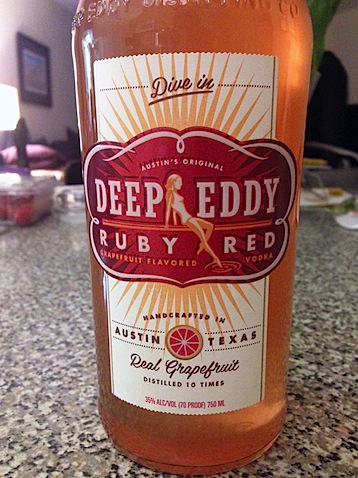 Dive in
AUSTIN'S ORIGINAL
DEEP EDDY
RUBY RED
GRAPEFRUIT FLAVORED VODKA
HANDCRAFTED IN
AUSTIN TEXAS
Real Grapefruit
DISTILLED 10 TIMES
35% ALC/VOL (70 PROOF) 750 ML